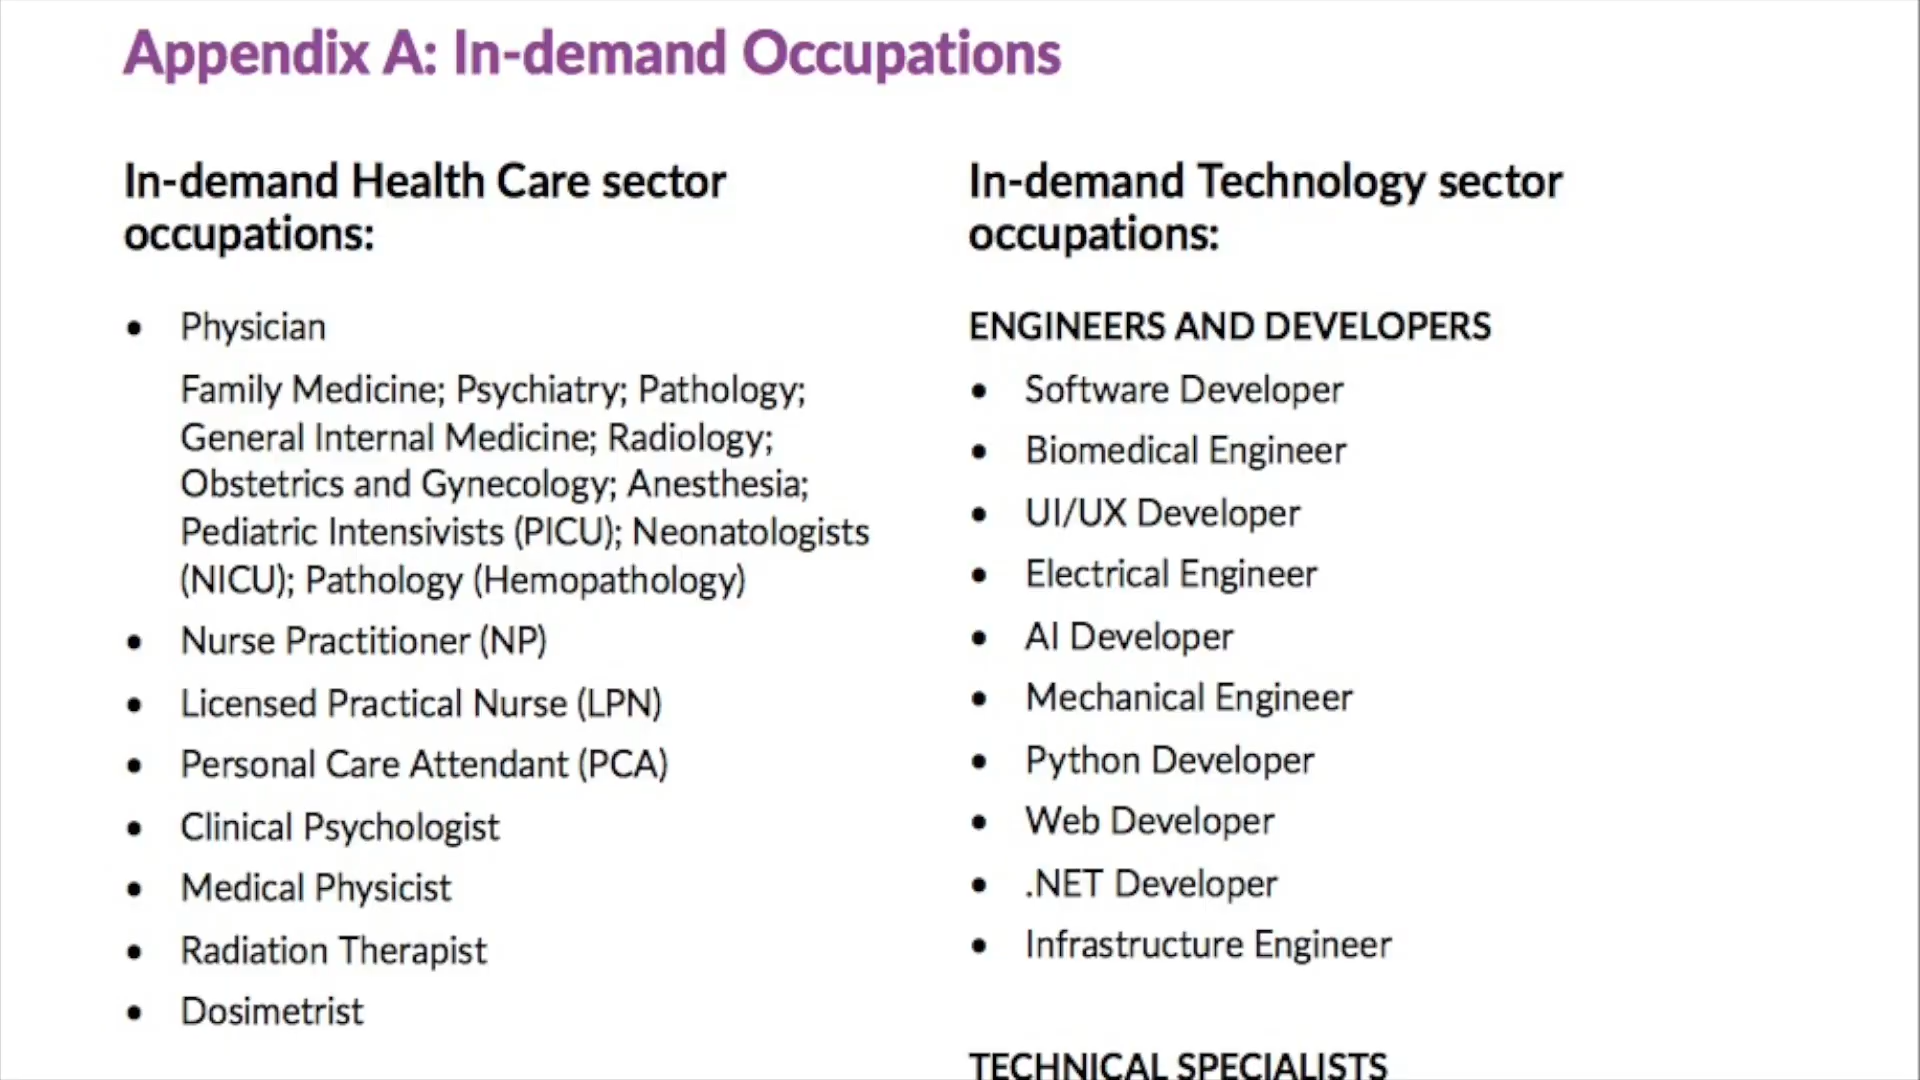 Appendix A: In-demand Occupations
In-demand Health Care sector
occupations:
• Physician
Family Medicine; Psychiatry; Pathology;
General Internal Medicine; Radiology;
Obstetrics and Gynecology; Anesthesia;
Pediatric Intensivists (PICU); Neonatologists
(NICU); Pathology (Hemopathology)
• Nurse Practitioner (NP)
• Licensed Practical Nurse (LPN)
• Personal Care Attendant (PCA)
• Clinical Psychologist
• Medical Physicist
• Radiation Therapist
• Dosimetrist
In-demand Technology sector
occupations:
ENGINEERS AND DEVELOPERS
• Software Developer
• Biomedical Engineer
• UI/UX Developer
• Electrical Engineer
• AI Developer
• Mechanical Engineer
• Python Developer
• Web Developer
• .NET Developer
• Infrastructure Engineer
TECHNICAL SPECIALISTS